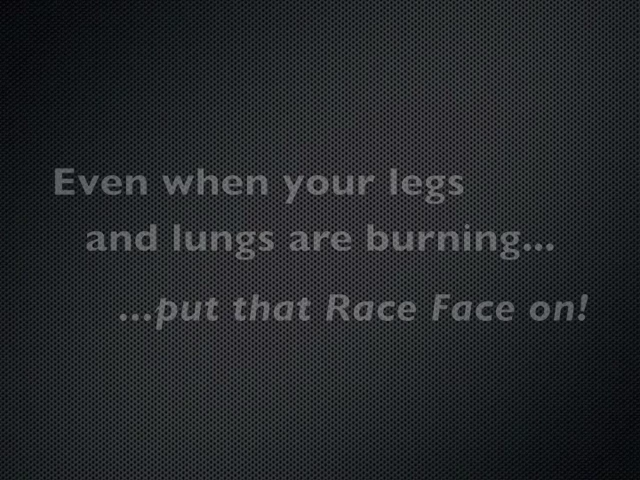 Even when your legs
and lungs are burning...
...put that Race Face on!